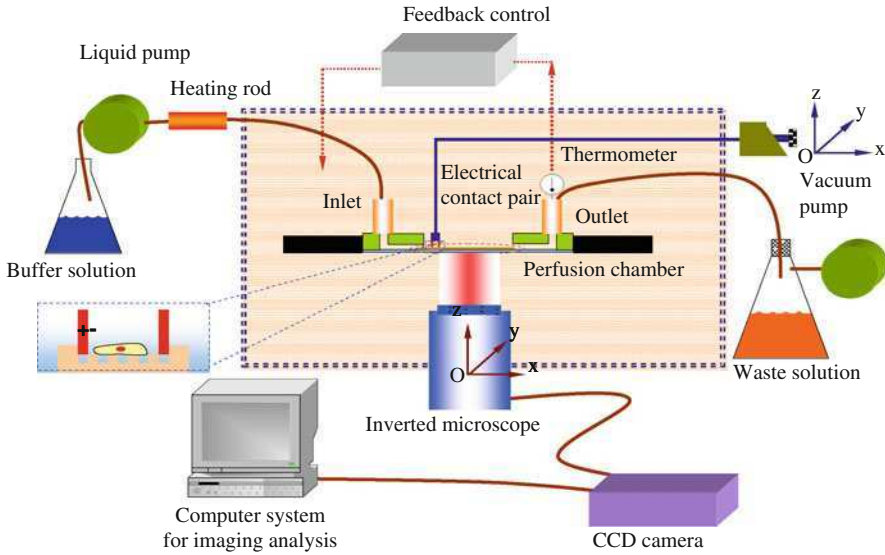 Feedback control
Liquid pump
Heating rod
z
y
x
O
Thermometer
Electrical
contact pair
Vacuum
pump
Inlet
Outlet
Buffer solution
Perfusion chamber
+-
z
y
x
O
Waste solution
Inverted microscope
Computer system
for imaging analysis
CCD camera